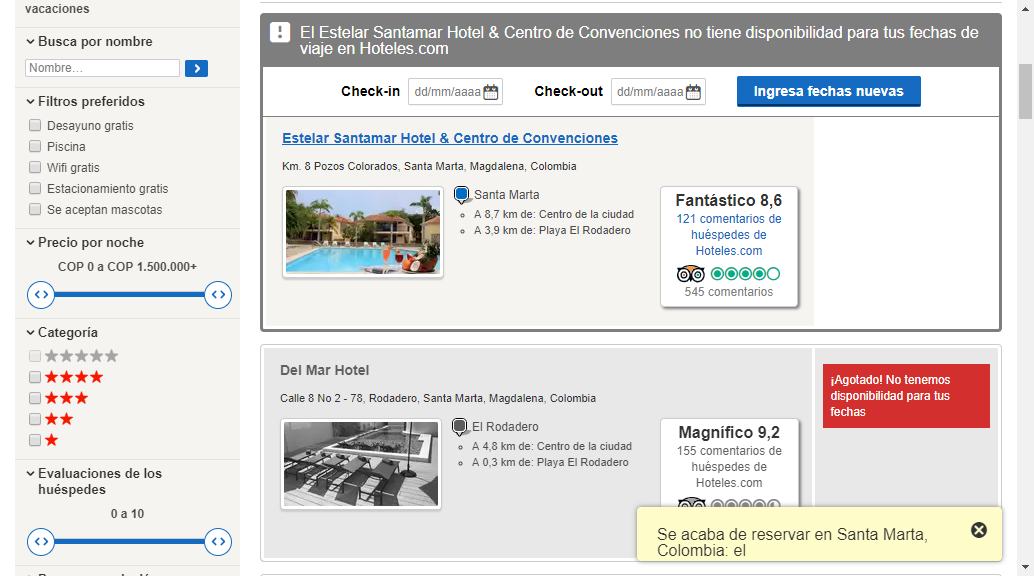 vacaciones
Busca por nombre
Nombre...
Filtros preferidos
Desayuno gratis
Piscina
Wifi gratis
Estacionamiento gratis
Se aceptan mascotas
Precio por noche
COP 0 a COP 1.500.000+
Categoría
Evaluaciones de los
huéspedes
0 a 10
El Estelar Santamar Hotel & Centro de Convenciones no tiene disponibilidad para tus fechas de
viaje en Hoteles.com
Check-in dd/mm/aaaa Check-out dd/mm/aaaa Ingresa fechas nuevas
Estelar Santamar Hotel & Centro de Convenciones
Km. 8 Pozos Colorados, Santa Marta, Magdalena, Colombia
Santa Marta
A 8,7 km de: Centro de la ciudad
A 3,9 km de: Playa El Rodadero
Fantástico 8,6
121 comentarios de
huéspedes de
Hoteles.com
545 comentarios
Del Mar Hotel
Calle 8 No 2 - 78, Rodadero, Santa Marta, Magdalena, Colombia
El Rodadero
A 4,8 km de: Centro de la ciudad
A 0,3 km de: Playa El Rodadero
Magnífico 9,2
155 comentarios de
huéspedes de
Hoteles.com
¡Agotado! No tenemos
disponibilidad para tus
fechas
Se acaba de reservar en Santa Marta,
Colombia: el